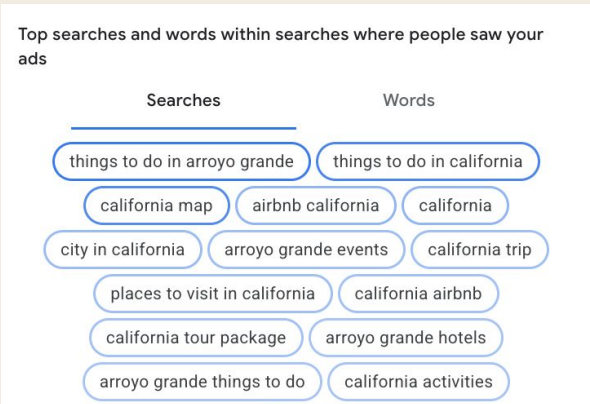 Top searches and words within searches where people saw your
ads
Searches Words
things to do in arroyo grande things to do in california
california map airbnb california california
city in california arroyo grande events california trip
places to visit in california california airbnb
california tour package arroyo grande hotels
arroyo grande things to do california activities